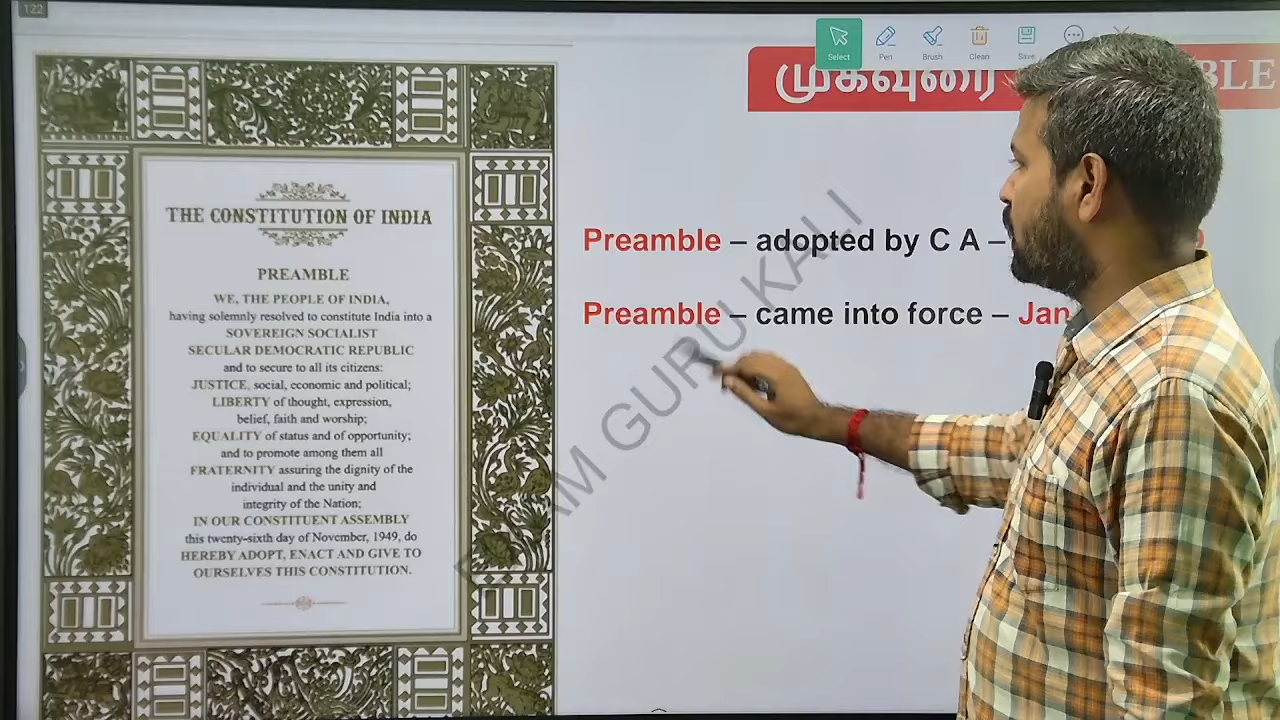 122
Select Pen Brush Clean Save
முகவுரை
BLE
THE CONSTITUTION OF INDIA
PREAMBLE
WE, THE PEOPLE OF INDIA,
having solemnly resolved to constitute India into a
SOVEREIGN SOCIALIST
SECULAR DEMOCRATIC REPUBLIC
and to secure to all its citizens:
JUSTICE, social, economic and political;
LIBERTY of thought, expression,
belief, faith and worship;
EQUALITY of status and of opportunity;
and to promote among them all
FRATERNITY assuring the dignity of the
individual and the unity and
integrity of the Nation;
IN OUR CONSTITUENT ASSEMBLY
this twenty-sixth day of November, 1949, do
HEREBY ADOPT, ENACT AND GIVE TO
OURSELVES THIS CONSTITUTION.
Preamble – adopted by C A –
Preamble – came into force – Jan
GURU KALI